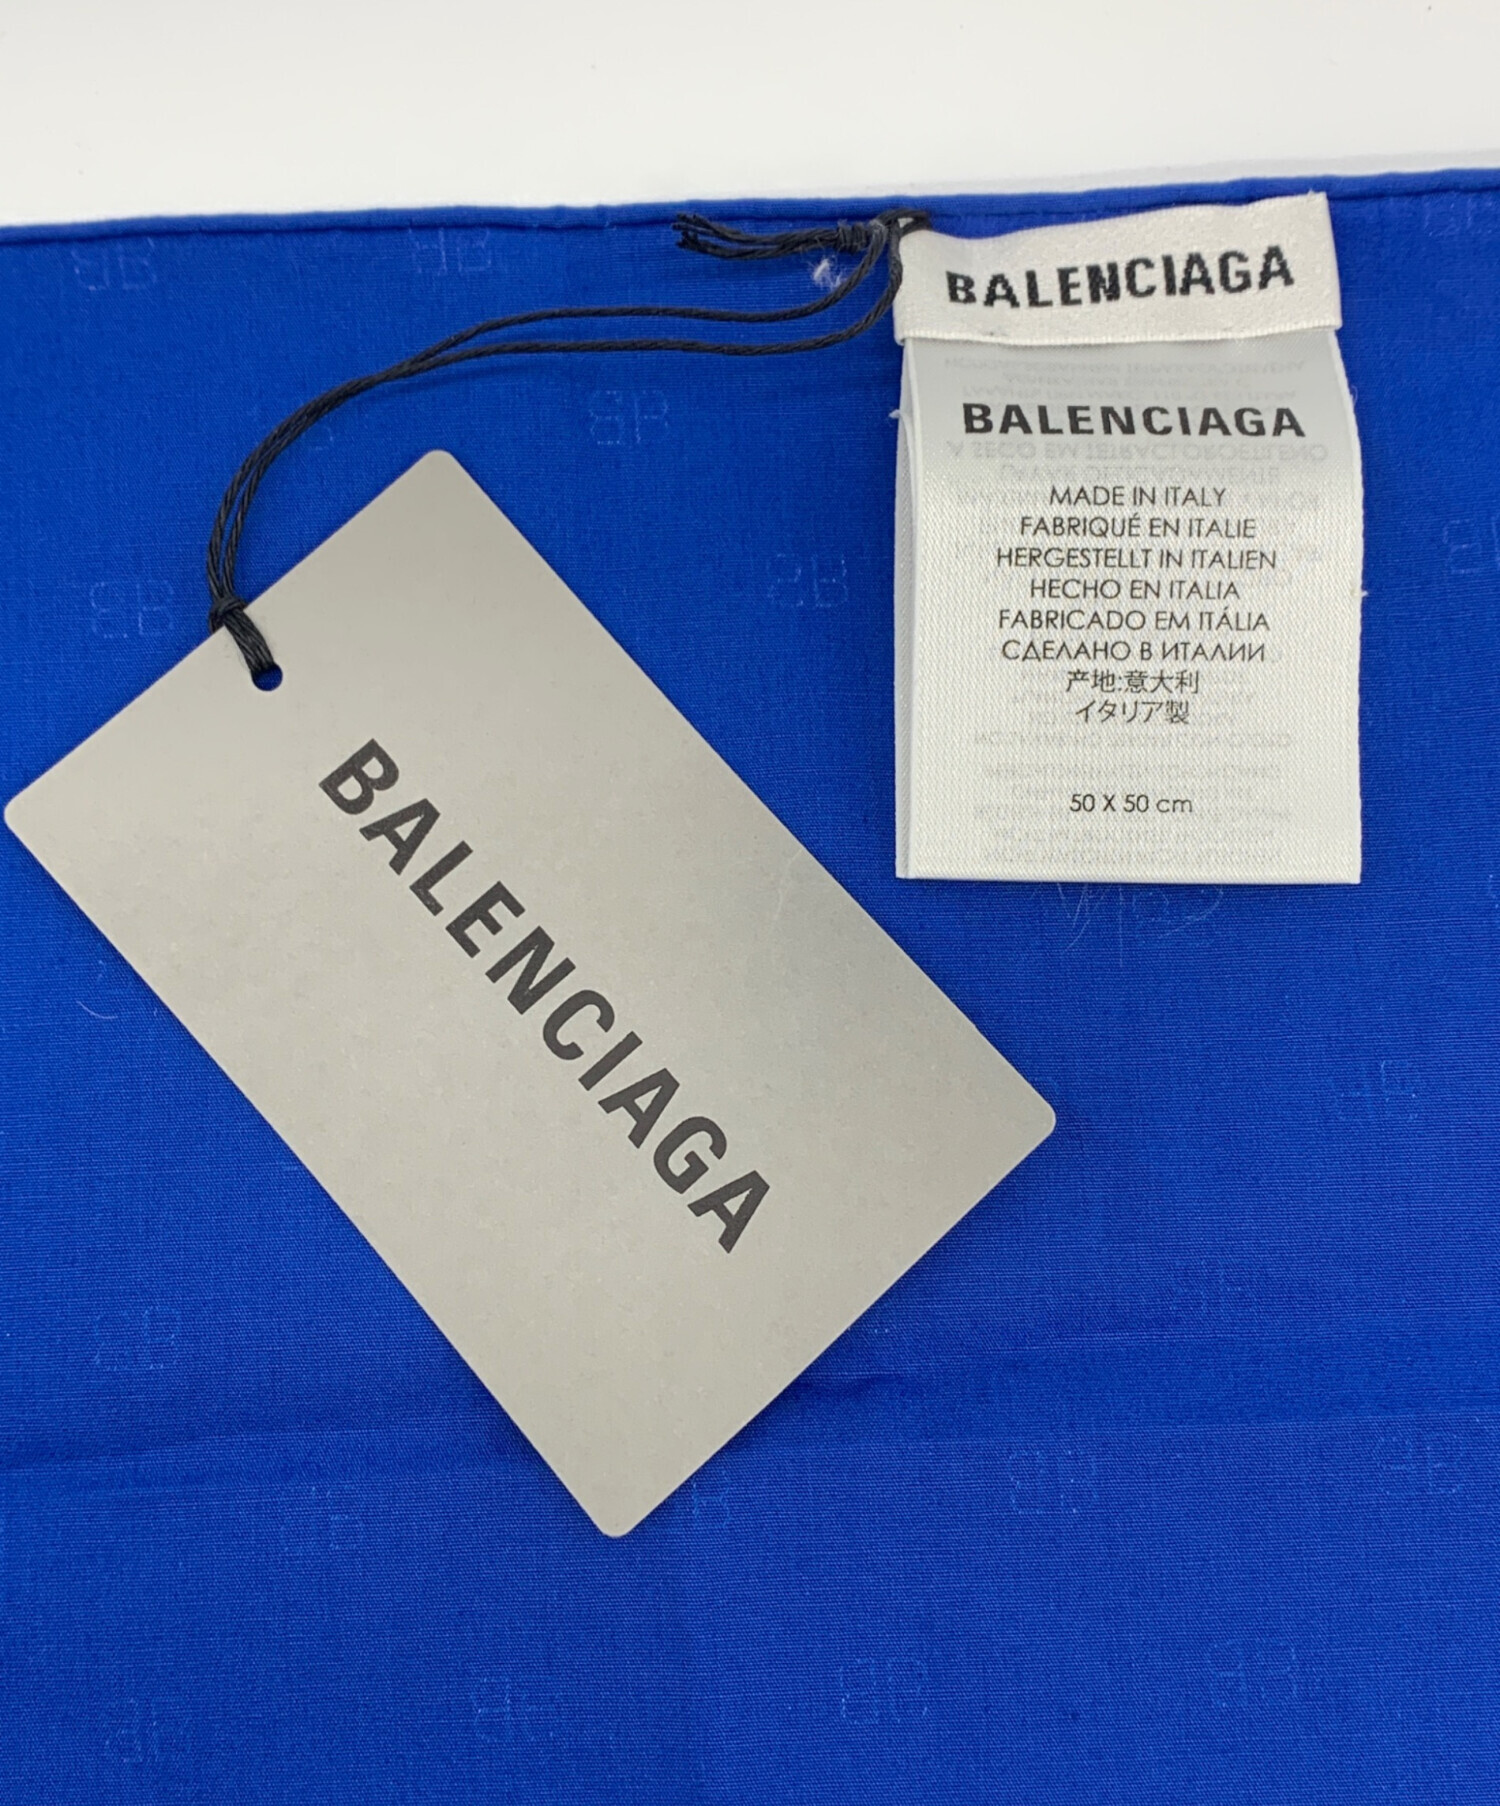 BALENCIAGA
BALENCIAGA
MADE IN ITALY
FABRIQUÉ EN ITALIE
HERGESTELLT IN ITALIEN
HECHO EN ITALIA
FABRICADO EM ITÁLIA
СДЕЛАНО В ИТАЛИИ
产地:意大利
イタリア製
50 X 50 cm
BALENCIAGA